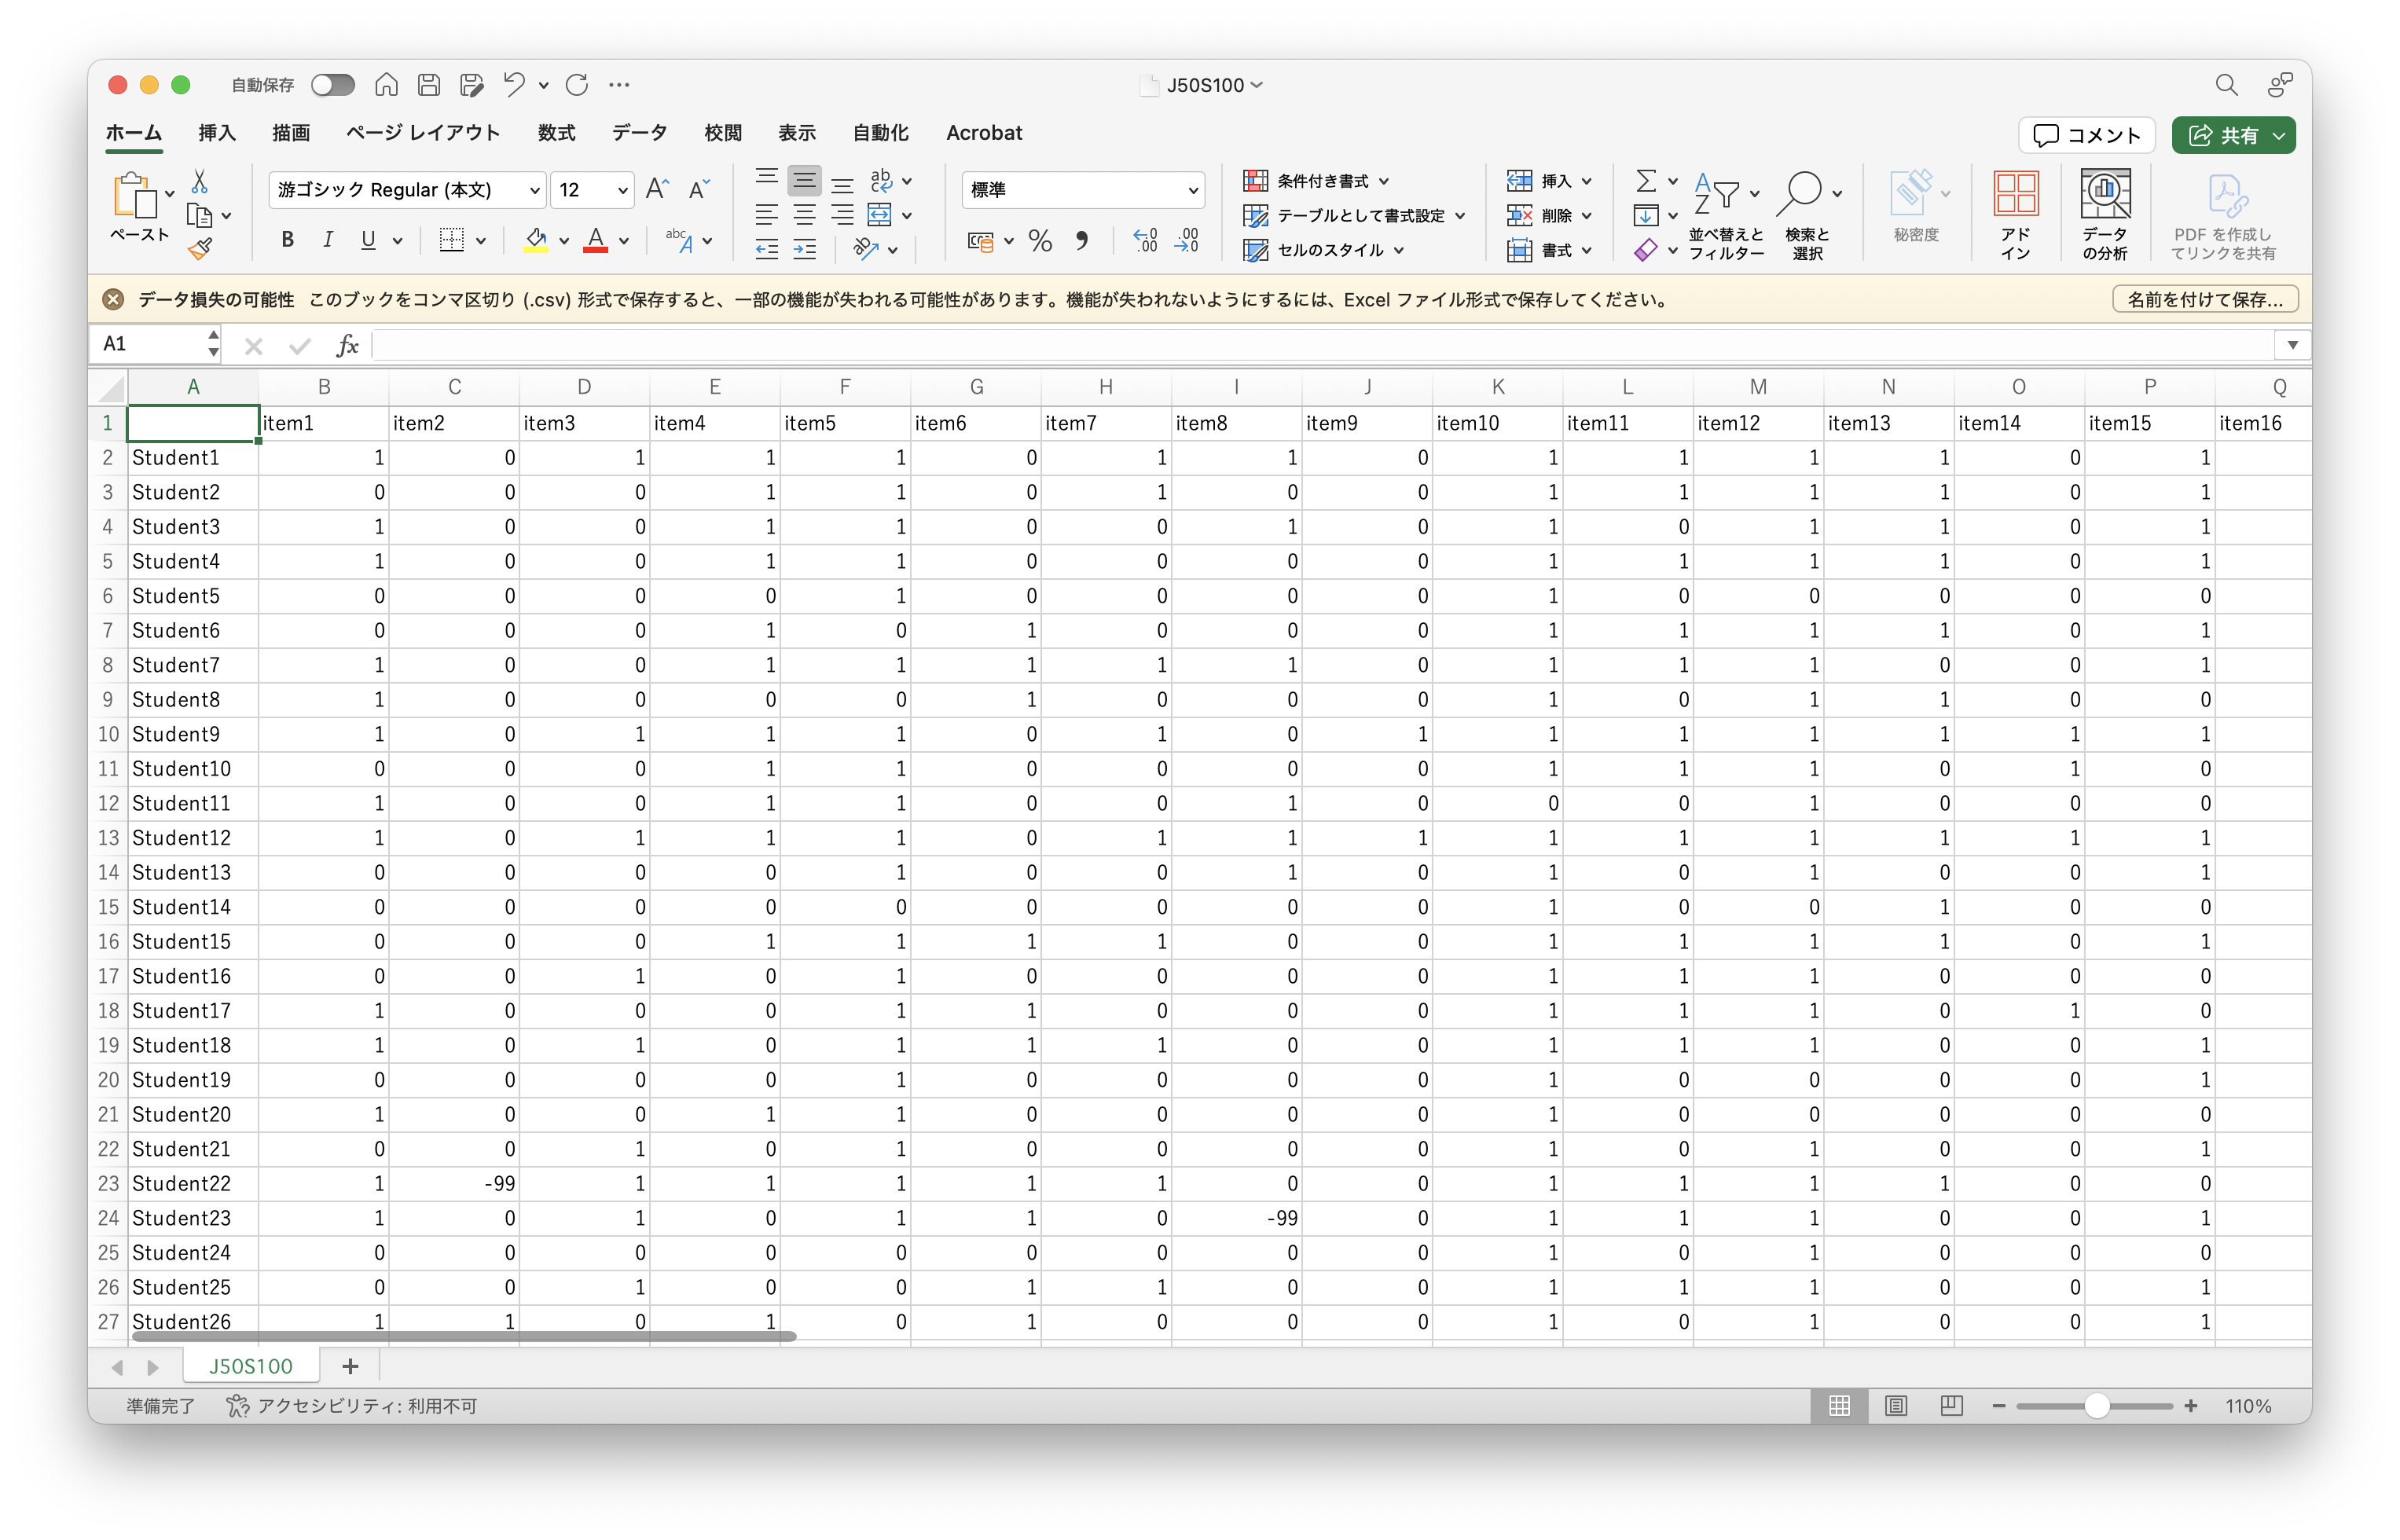 自動保存 J50S100
ホーム 挿入 描画 ページ レイアウト 数式 データ 校閲 表示 自動化 Acrobat コメント 共有
ペースト 游ゴシック Regular (本文) 12 標準 条件付き書式 挿入 並べ替えと 検索と 秘密度 アド データ PDF を作成し
テーブルとして書式設定 削除 フィルター 選択 イン の分析 てリンクを共有
セルのスタイル 書式
データ損失の可能性 このブックをコンマ区切り (.csv) 形式で保存すると、一部の機能が失われる可能性があります。機能が失われないようにするには、Excel ファイル形式で保存してください。 名前を付けて保存...
A1 fx
A B C D E F G H I J K L M N O P Q
1 item1 item2 item3 item4 item5 item6 item7 item8 item9 item10 item11 item12 item13 item14 item15 item16
2 Student1 1 0 1 1 1 0 1 1 0 1 1 1 1 0 1
3 Student2 0 0 0 1 1 0 1 0 0 1 1 1 1 0 1
4 Student3 1 0 0 1 1 0 0 1 0 1 0 1 1 0 1
5 Student4 1 0 0 1 1 0 0 0 0 1 1 1 1 0 1
6 Student5 0 0 0 0 1 0 0 0 0 1 0 0 0 0 0
7 Student6 0 0 0 1 0 1 0 0 0 1 1 1 1 0 1
8 Student7 1 0 0 1 1 1 1 1 0 1 1 1 0 0 1
9 Student8 1 0 0 0 0 1 0 0 0 1 0 1 1 0 0
10 Student9 1 0 1 1 1 0 1 0 1 1 1 1 1 1 1
11 Student10 0 0 0 1 1 0 0 0 0 1 1 1 0 1 0
12 Student11 1 0 0 1 1 0 0 1 0 0 0 1 0 0 0
13 Student12 1 0 1 1 1 0 1 1 1 1 1 1 1 1 1
14 Student13 0 0 0 0 1 0 0 1 0 1 0 1 0 0 1
15 Student14 0 0 0 0 0 0 0 0 0 1 0 0 1 0 0
16 Student15 0 0 0 1 1 1 1 0 0 1 1 1 1 0 1
17 Student16 0 0 1 0 1 0 0 0 0 1 1 1 0 0 0
18 Student17 1 0 0 0 1 1 0 0 0 1 1 1 0 1 0
19 Student18 1 0 1 0 1 1 1 0 0 1 1 1 0 0 1
20 Student19 0 0 0 0 1 0 0 0 0 1 0 0 0 0 1
21 Student20 1 0 0 1 1 0 0 0 0 1 0 0 0 0 0
22 Student21 0 0 1 0 1 0 0 0 0 1 0 1 0 0 1
23 Student22 1 -99 1 1 1 1 1 0 0 1 1 1 1 0 0
24 Student23 1 0 1 0 1 1 0 -99 0 1 1 1 0 0 1
25 Student24 0 0 0 0 0 0 0 0 0 1 0 1 0 0 0
26 Student25 0 0 1 0 0 1 1 0 0 1 1 1 0 0 1
27 Student26 1 1 0 1 0 1 0 0 0 1 0 1 0 0 1
J50S100
準備完了 アクセシビリティ: 利用不可 110%